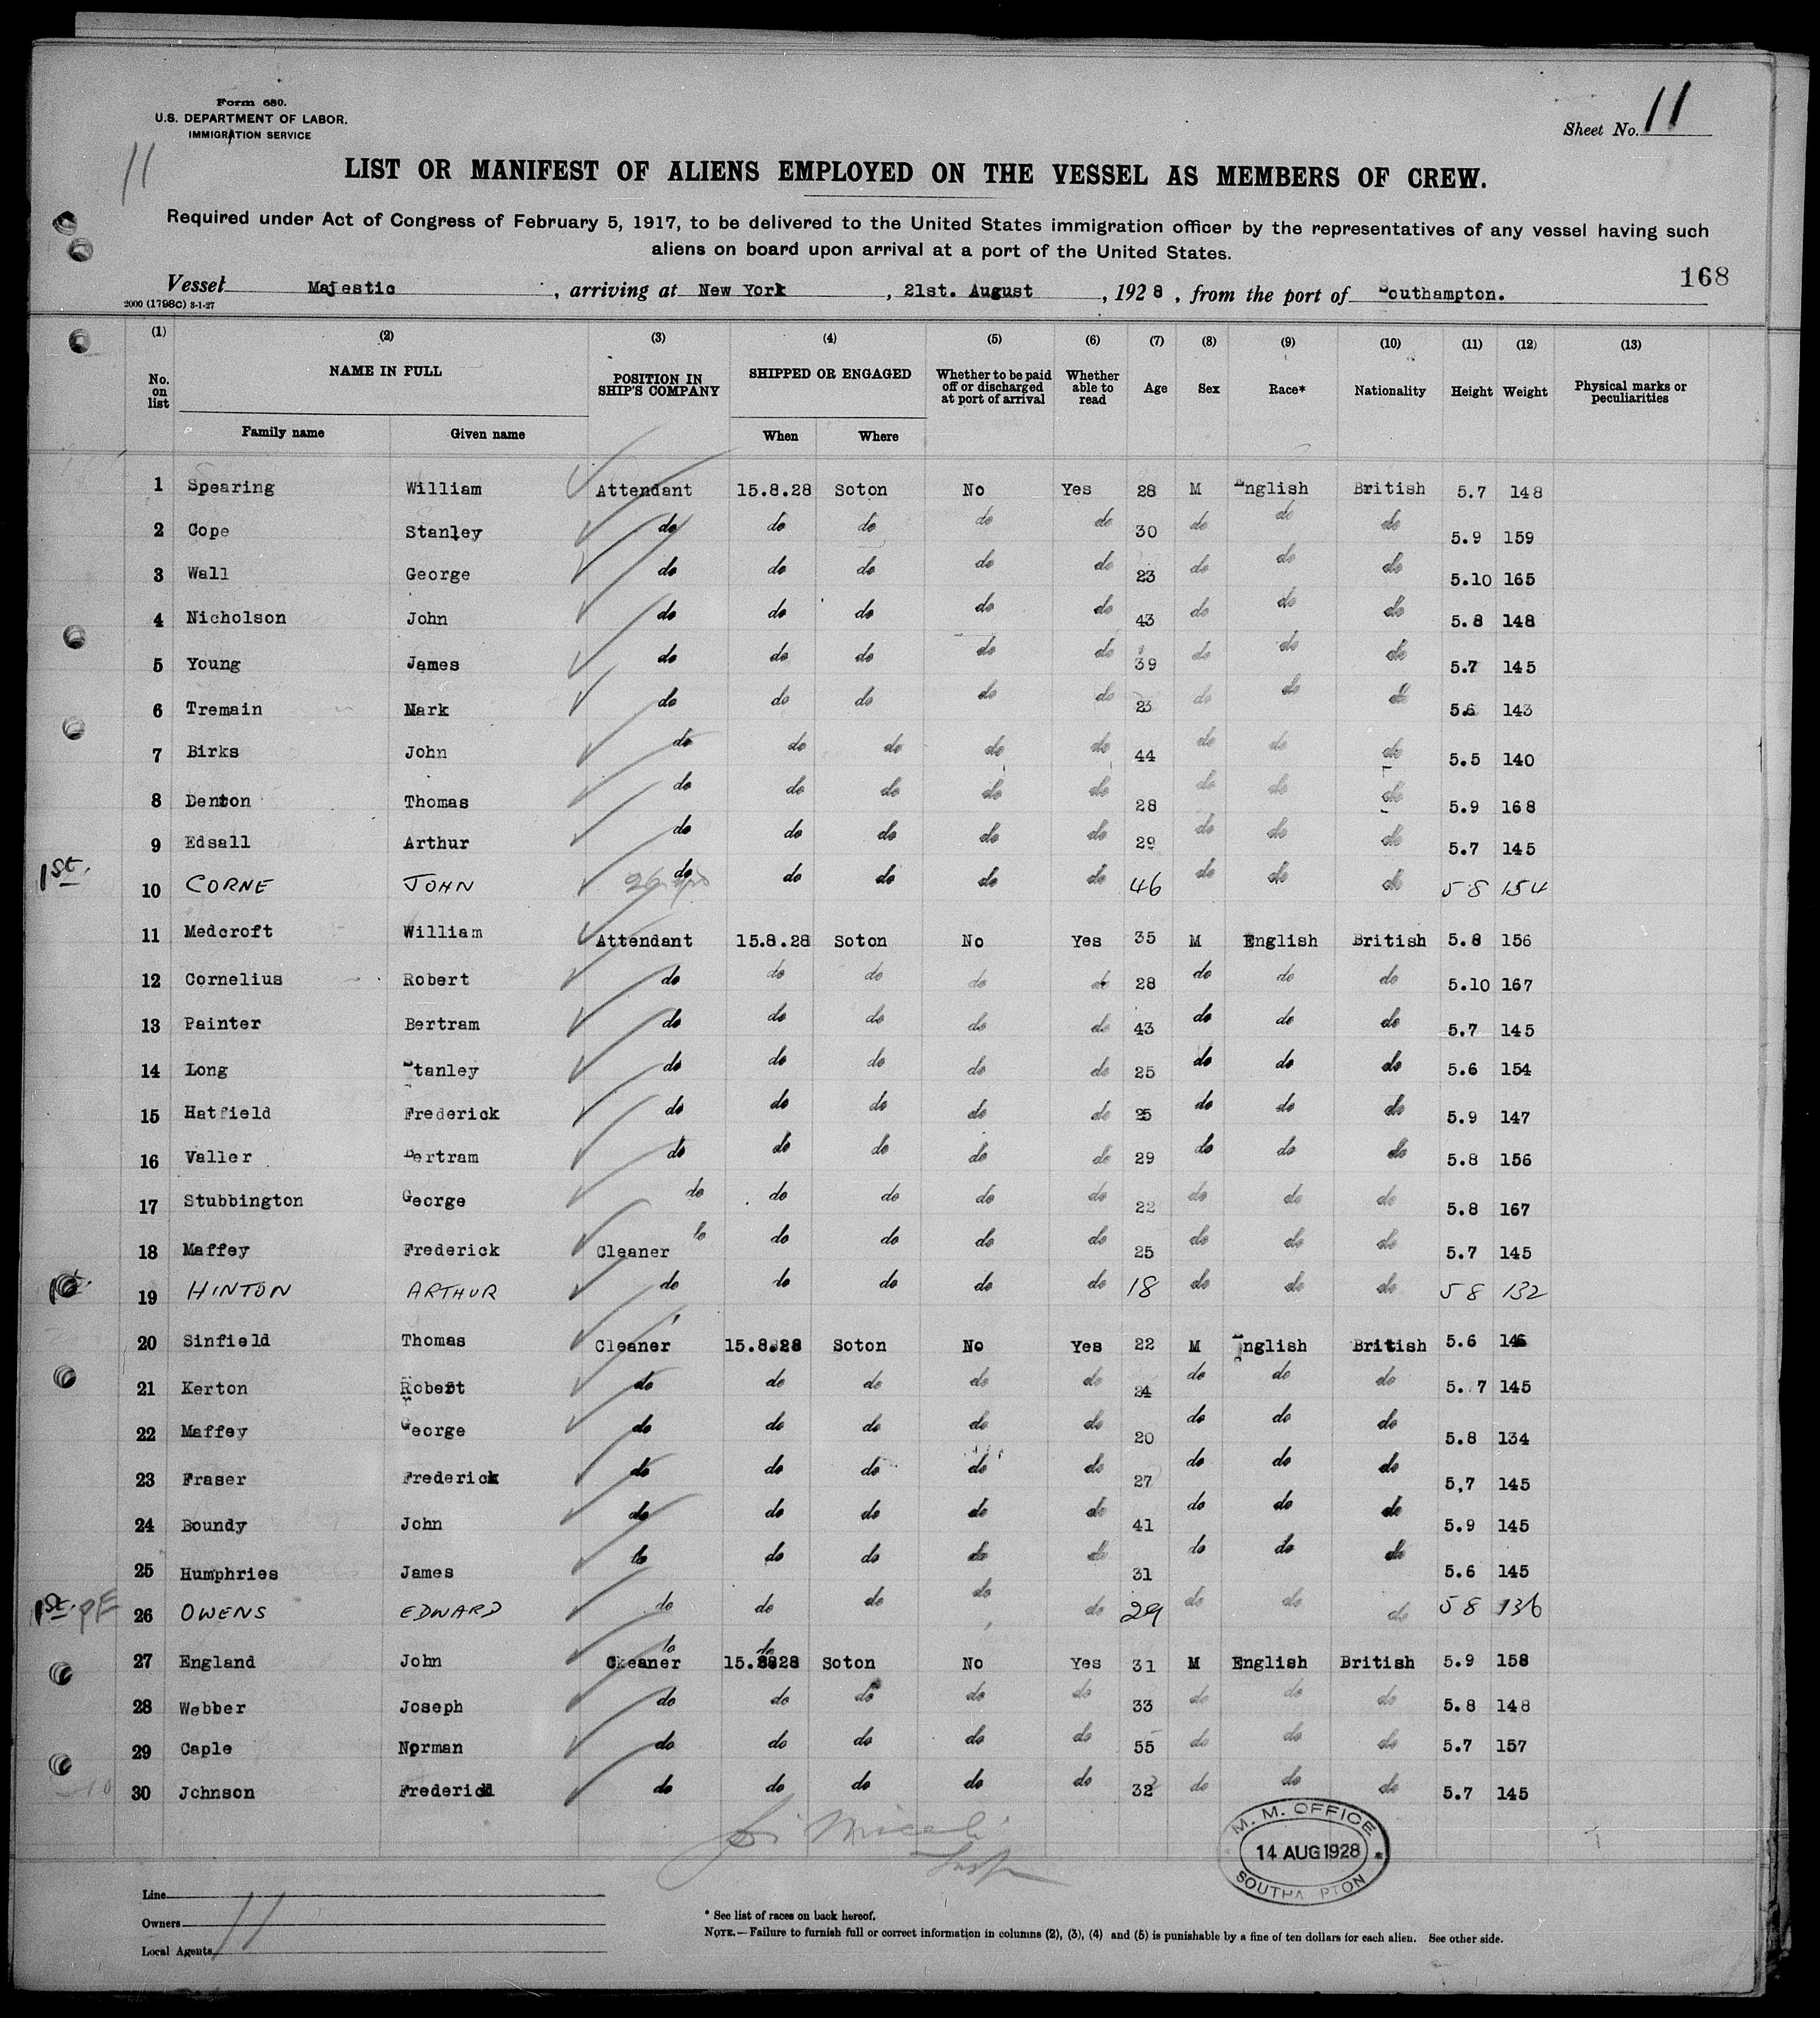 Form 680.
U.S. DEPARTMENT OF LABOR.
IMMIGRATION SERVICE
11
Sheet No. 11
LIST OR MANIFEST OF ALIENS EMPLOYED ON THE VESSEL AS MEMBERS OF CREW.
Required under Act of Congress of February 5, 1917, to be delivered to the United States immigration officer by the representatives of any vessel having such
aliens on board upon arrival at a port of the United States.
168
Vessel Majestic, arriving at New York, 21st. August, 1928, from the port of Southampton.
2000 (1798c) 3-1-27
(1) (2) (3) (4) (5) (6) (7) (8) (9) (10) (11) (12) (13)
No. on list NAME IN FULL POSITION IN SHIP'S COMPANY SHIPPED OR ENGAGED Whether to be paid off or discharged at port of arrival Whether able to read Age Sex Race* Nationality Height Weight Physical marks or peculiarities
Family name Given name When Where
1 Spearing William Attendant 15.8.28 Soton No Yes 28 M English British 5.7 148
2 Cope Stanley do do do do do 30 do do do 5.9 159
3 Wall George do do do do do 23 do do do 5.10 165
4 Nicholson John do do do do do 43 do do do 5.8 148
5 Young James do do do do do 39 do do do 5.7 145
6 Tremain Mark do do do do do 23 do do do 5.6 143
7 Birks John do do do do do 44 do do do 5.5 140
8 Denton Thomas do do do do do 28 do do do 5.9 168
9 Edsall Arthur do do do do do 29 do do do 5.7 145
1st. 10 CORNE JOHN do do do do do 46 do do do 5 8 154
11 Medcroft William Attendant 15.8.28 Soton No Yes 35 M English British 5.8 156
12 Cornelius Robert do do do do do 28 do do do 5.10 167
13 Painter Bertram do do do do do 43 do do do 5.7 145
14 Long Stanley do do do do do 25 do do do 5.6 154
15 Hatfield Frederick do do do do do 25 do do do 5.9 147
16 Valler Bertram do do do do do 29 do do do 5.8 156
17 Stubbington George do do do do do 22 do do do 5.8 167
18 Maffey Frederick Cleaner do do do do do 25 do do do 5.7 145
19 HINTON ARTHUR do do do do do 18 do do do 5 8 132
20 Sinfield Thomas Cleaner 15.8.28 Soton No Yes 22 M English British 5.6 146
21 Kerton Robert do do do do do 24 do do do 5.7 145
22 Maffey George do do do do do 20 do do do 5.8 134
23 Fraser Frederick do do do do do 27 do do do 5.7 145
24 Boundy John do do do do do 41 do do do 5.9 145
25 Humphries James do do do do do 31 do do do 5.6 145
1st. 26 OWENS EDWARD do do do do do 29 do do do 5 8 136
27 England John Ckeaner do 15.8828 do Soton No Yes 31 M English British 5.9 158
28 Webber Joseph do do do do do 33 do do do 5.8 148
29 Caple Norman do do do do do 55 do do do 5.7 157
30 Johnson Frederick do do do do do 32 do do do 5.7 145
M. M. OFFICE
14 AUG 1928
SOUTHA PTON
Line
Owners
11
Local Agents
* See list of races on back hereof.
NOTE.—Failure to furnish full or correct information in columns (2), (3), (4) and (5) is punishable by a fine of ten dollars for each alien. See other side.